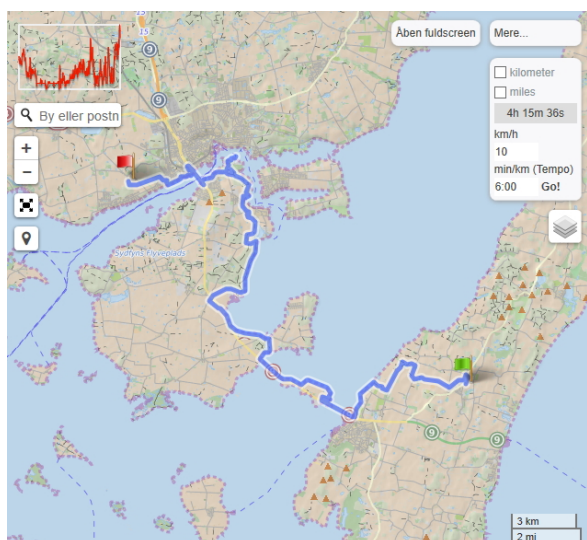 15
Åben fuldscreen
Mere...
9
15
9
kilometer
miles
By eller postn
4h 15m 36s
km/h
10
min/km (Tempo)
6:00 Go!
+
−
Sydfyns Flyveplads
9
9
3 km
2 mi